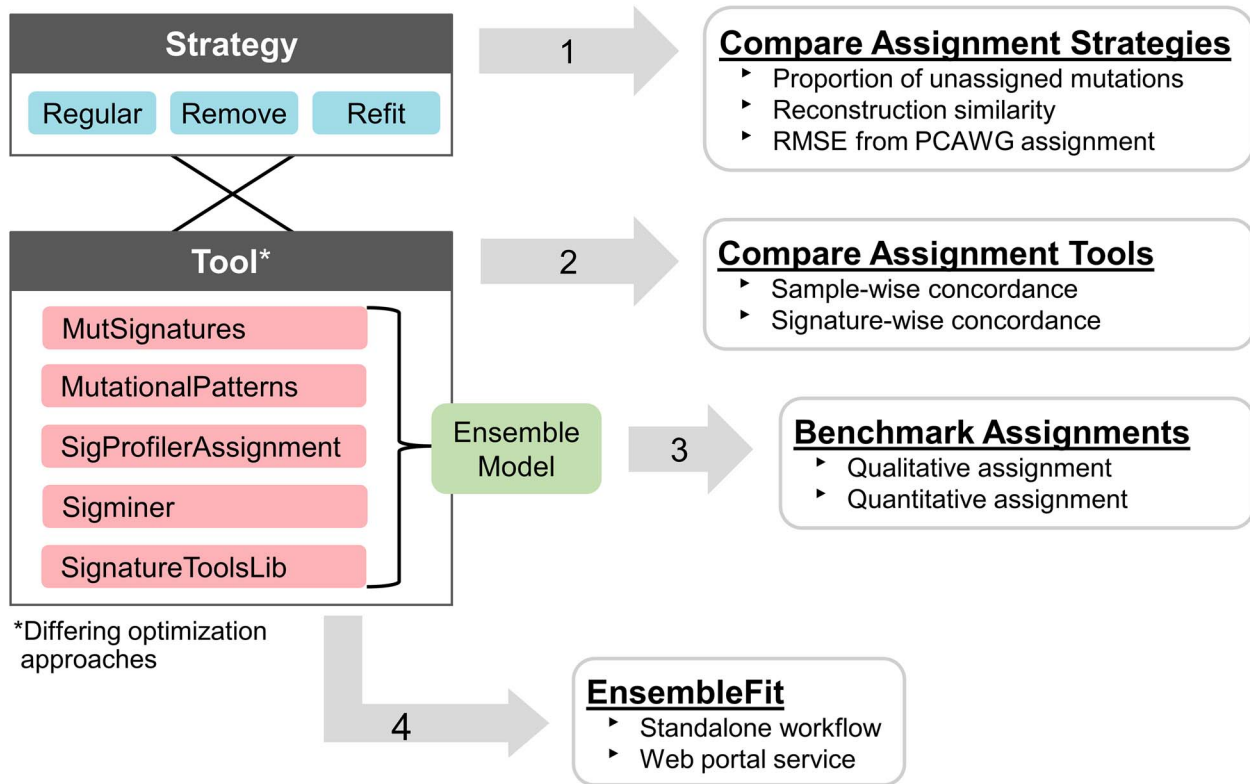 Strategy
Regular
Remove
Refit
1
Compare Assignment Strategies
‣ Proportion of unassigned mutations
‣ Reconstruction similarity
‣ RMSE from PCAWG assignment
Tool*
MutSignatures
MutationalPatterns
SigProfilerAssignment
Sigminer
SignatureToolsLib
*Differing optimization
approaches
2
Compare Assignment Tools
‣ Sample-wise concordance
‣ Signature-wise concordance
Ensemble
Model
3
Benchmark Assignments
‣ Qualitative assignment
‣ Quantitative assignment
4
EnsembleFit
‣ Standalone workflow
‣ Web portal service